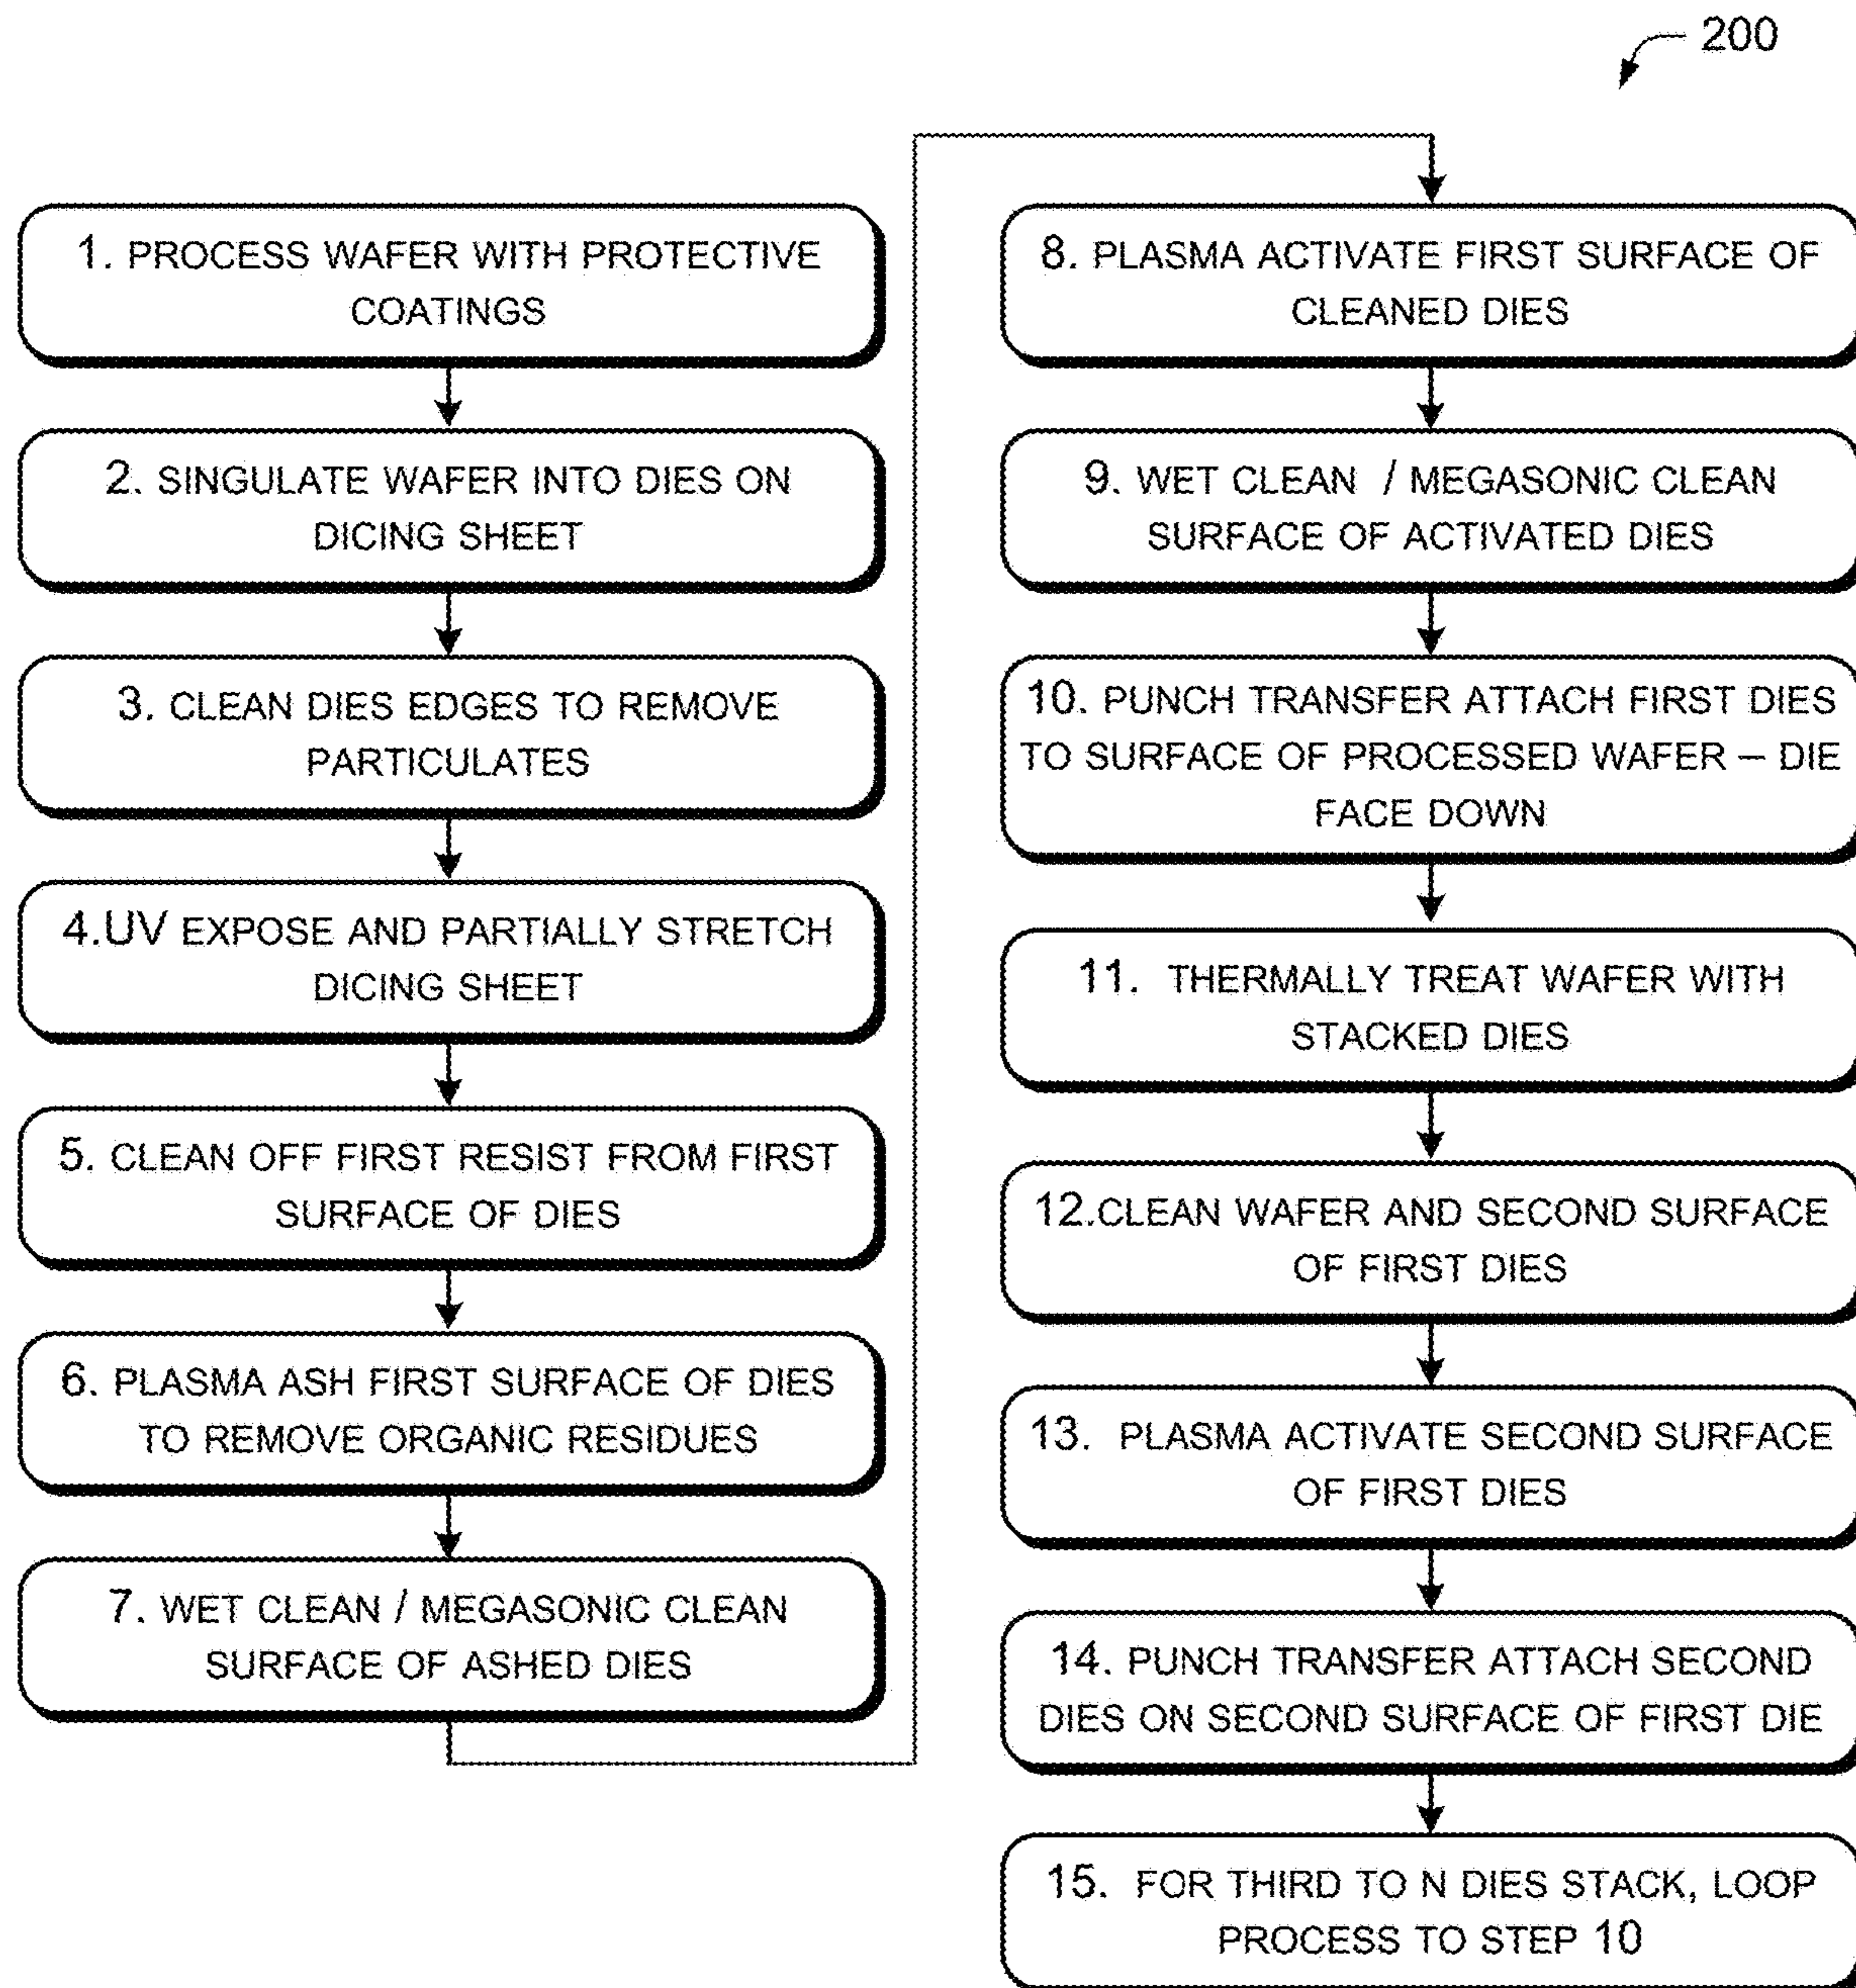 200
1. PROCESS WAFER WITH PROTECTIVE
COATINGS
2. SINGULATE WAFER INTO DIES ON
DICING SHEET
3. CLEAN DIES EDGES TO REMOVE
PARTICULATES
4.UV EXPOSE AND PARTIALLY STRETCH
DICING SHEET
5. CLEAN OFF FIRST RESIST FROM FIRST
SURFACE OF DIES
6. PLASMA ASH FIRST SURFACE OF DIES
TO REMOVE ORGANIC RESIDUES
7. WET CLEAN / MEGASONIC CLEAN
SURFACE OF ASHED DIES
8. PLASMA ACTIVATE FIRST SURFACE OF
CLEANED DIES
9. WET CLEAN / MEGASONIC CLEAN
SURFACE OF ACTIVATED DIES
10. PUNCH TRANSFER ATTACH FIRST DIES
TO SURFACE OF PROCESSED WAFER – DIE
FACE DOWN
11. THERMALLY TREAT WAFER WITH
STACKED DIES
12.CLEAN WAFER AND SECOND SURFACE
OF FIRST DIES
13. PLASMA ACTIVATE SECOND SURFACE
OF FIRST DIES
14. PUNCH TRANSFER ATTACH SECOND
DIES ON SECOND SURFACE OF FIRST DIE
15. FOR THIRD TO N DIES STACK, LOOP
PROCESS TO STEP 10